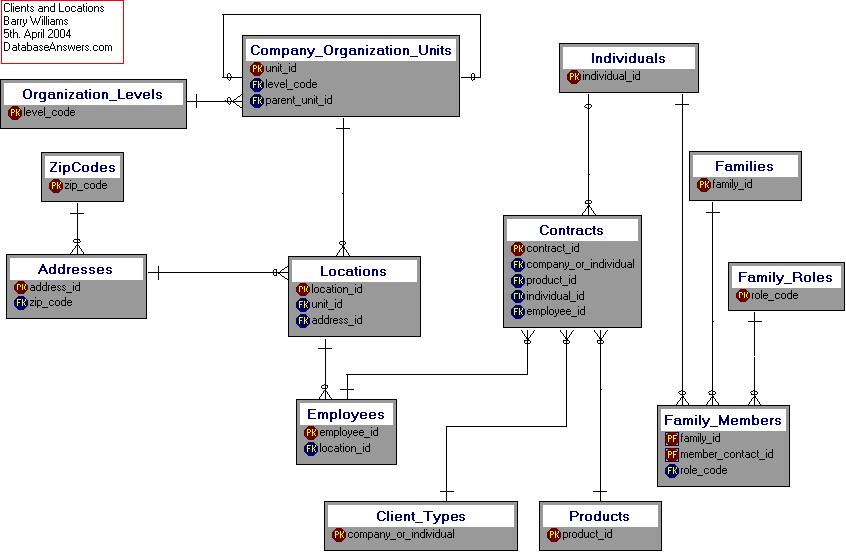 Clients and Locations
Barry Williams
5th. April 2004
DatabaseAnswers.com
Company_Organization_Units
PK unit_id
FK level_code
FK parent_unit_id
Individuals
PK individual_id
Organization_Levels
PK level_code
ZipCodes
PK zip_code
Families
PK family_id
Contracts
PK contract_id
FK company_or_individual
FK product_id
FK individual_id
FK employee_id
Addresses
PK address_id
FK zip_code
Locations
PK location_id
FK unit_id
FK address_id
Family_Roles
PK role_code
Employees
PK employee_id
FK location_id
Family_Members
PF family_id
PF member_contact_id
FK role_code
Client_Types
PK company_or_individual
Products
PK product_id